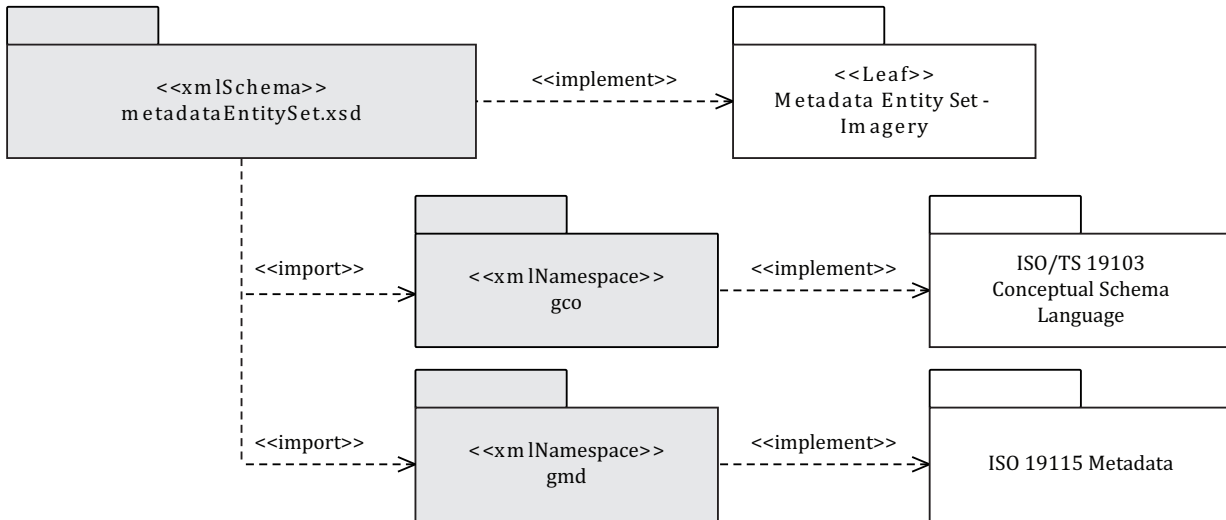 <<xmlSchema>>
metadataEntitySet.xsd
<<implement>>
<<Leaf>>
Metadata Entity Set -
Imagery
<<import>>
<<xmlNamespace>>
gco
<<implement>>
ISO/TS 19103
Conceptual Schema
Language
<<import>>
<<xmlNamespace>>
gmd
<<implement>>
ISO 19115 Metadata